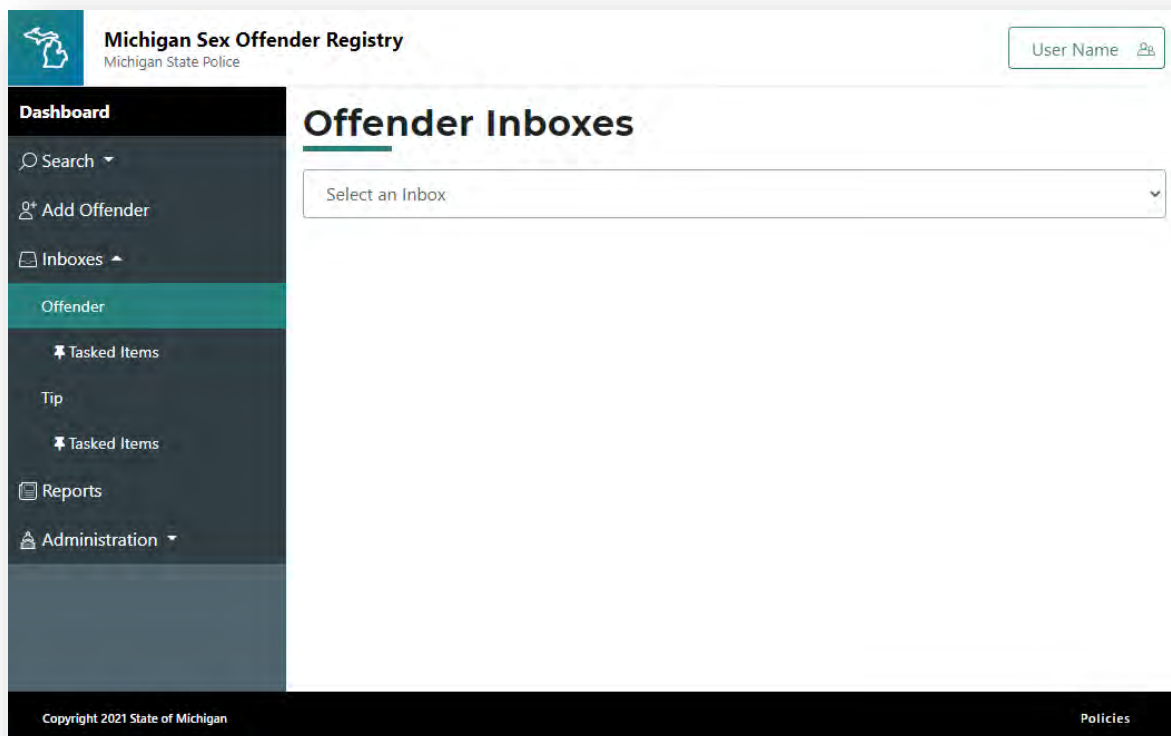 Michigan Sex Offender Registry
Michigan State Police
User Name
Dashboard
Search
Add Offender
Inboxes
Offender
Tasked Items
Tip
Tasked Items
Reports
Administration
Offender Inboxes
Select an Inbox
Copyright 2021 State of Michigan
Policies